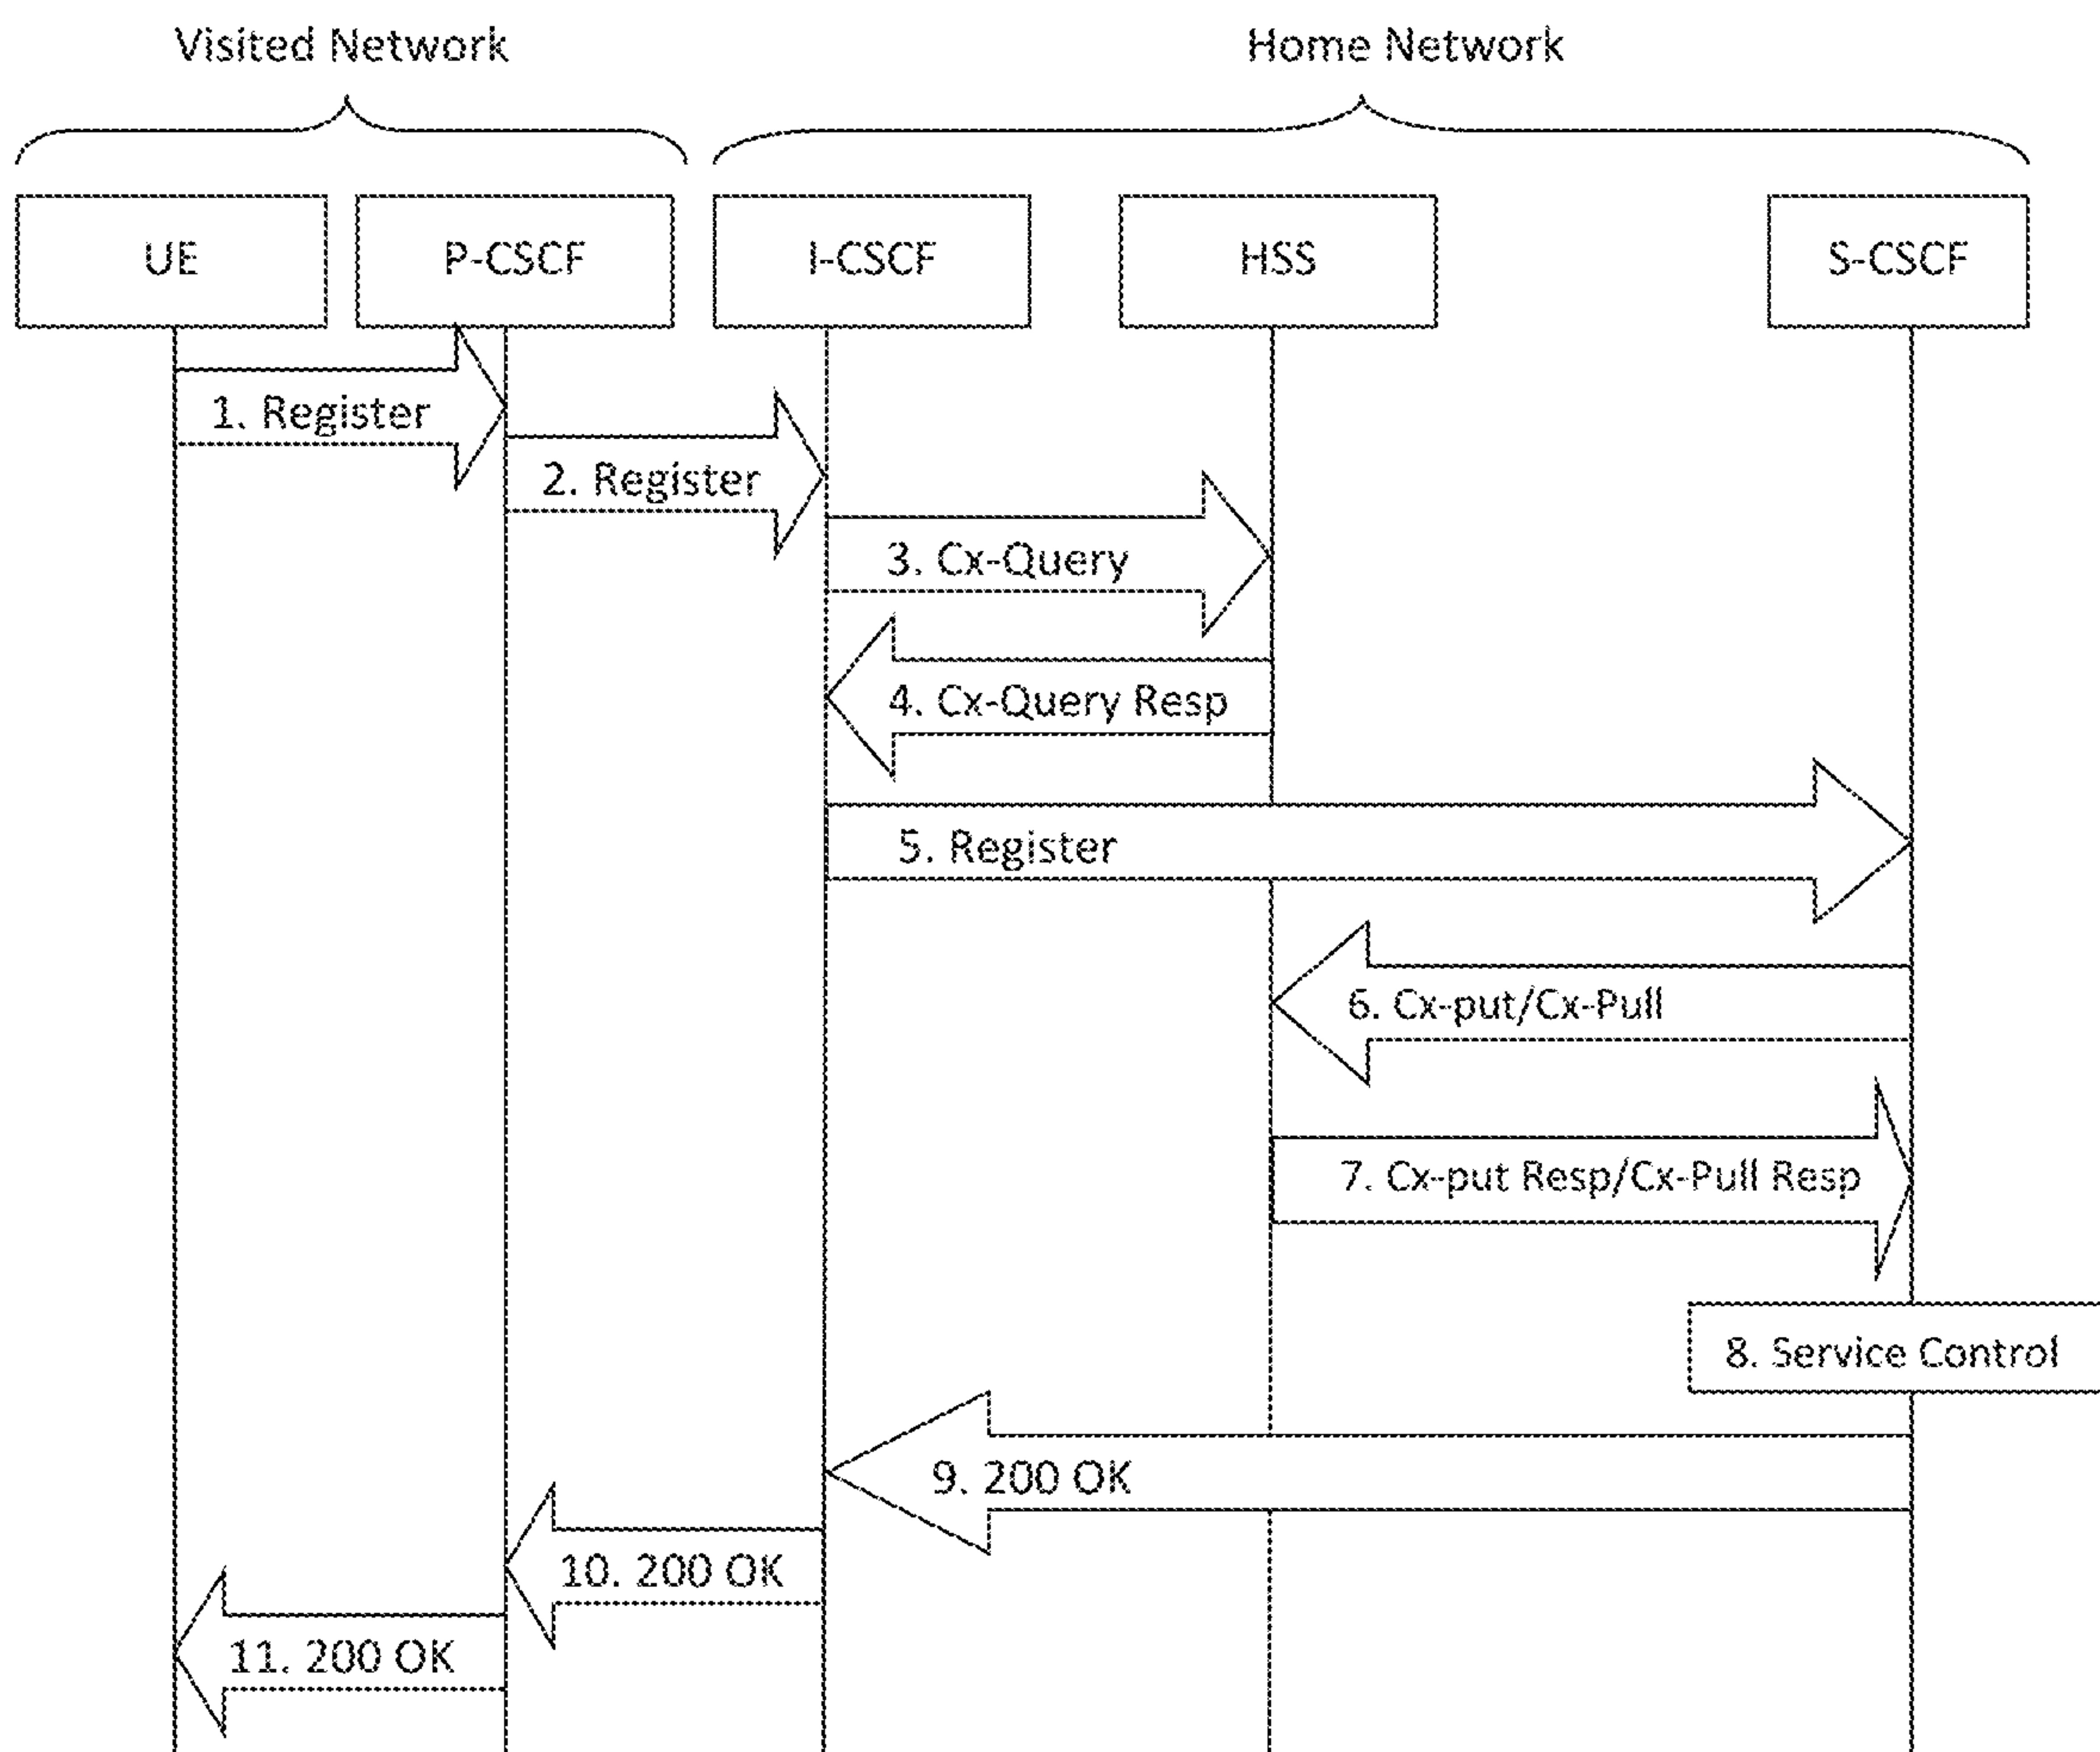 Visited Network
Home Network
UE
P-CSCF
I-CSCF
HSS
S-CSCF
1. Register
2. Register
3. Cx-Query
4. Cx-Query Resp
5. Register
6. Cx-put/Cx-Pull
7. Cx-put Resp/Cx-Pull Resp
8. Service Control
9. 200 OK
10. 200 OK
11. 200 OK